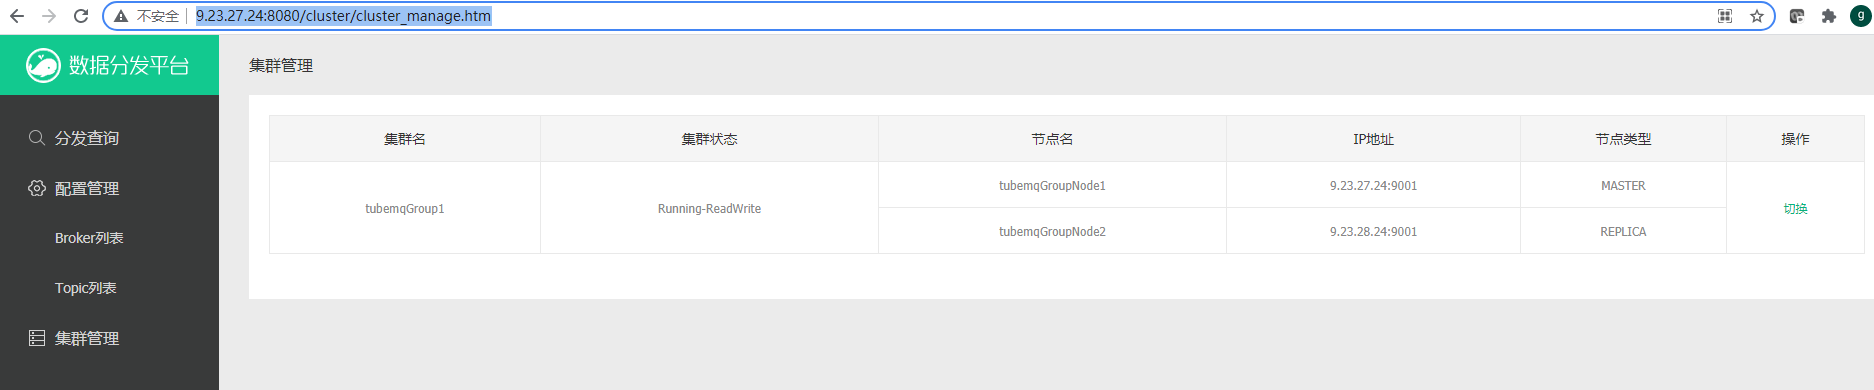 不安全 | 9.23.27.24:8080/cluster/cluster_manage.htm
g
数据分发平台
集群管理
分发查询
配置管理
Broker列表
Topic列表
集群管理
集群名 集群状态 节点名 IP地址 节点类型 操作
tubemqGroup1 Running-ReadWrite tubemqGroupNode1 9.23.27.24:9001 MASTER 切换
tubemqGroupNode2 9.23.28.24:9001 REPLICA